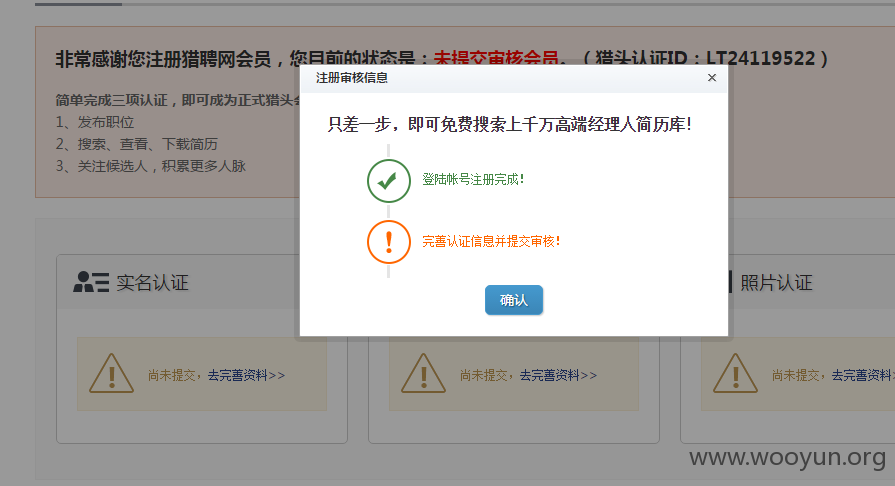 非常感谢您注册猎聘网会员，您目前的状态是：未提交审核会员。（ 猎头认证ID：LT24119522 ）
注册审核信息
×
简单完成三项认证，即可成为正式猎头会
只差一步，即可免费搜索上千万高端经理人简历库！
1、发布职位
2、搜索、查看、下载简历
3、关注候选人，积累更多人脉
登陆帐号注册完成！
完善认证信息并提交审核！
确认
实名认证
照片认证
尚未提交，去完善资料>>
尚未提交，去完善资料>>
尚未提交，去完善资料>
www.wooyun.org